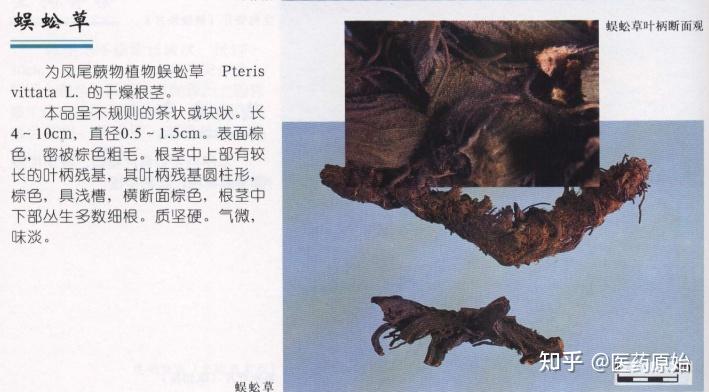 蜈蚣草
为凤尾蕨物植物蜈蚣草 Pteris
vittata L. 的干燥根茎。
本品呈不规则的条状或块状。长
4~10cm，直径0.5~1.5cm。表面棕
色，密被棕色粗毛。根茎中上部有较
长的叶柄残基，其叶柄残基圆柱形，
棕色，具浅槽，横断面棕色，根茎中
下部丛生多数细根。质坚硬。气微，
味淡。
蜈蚣草叶柄断面观
蜈蚣草
知乎 @医药原始